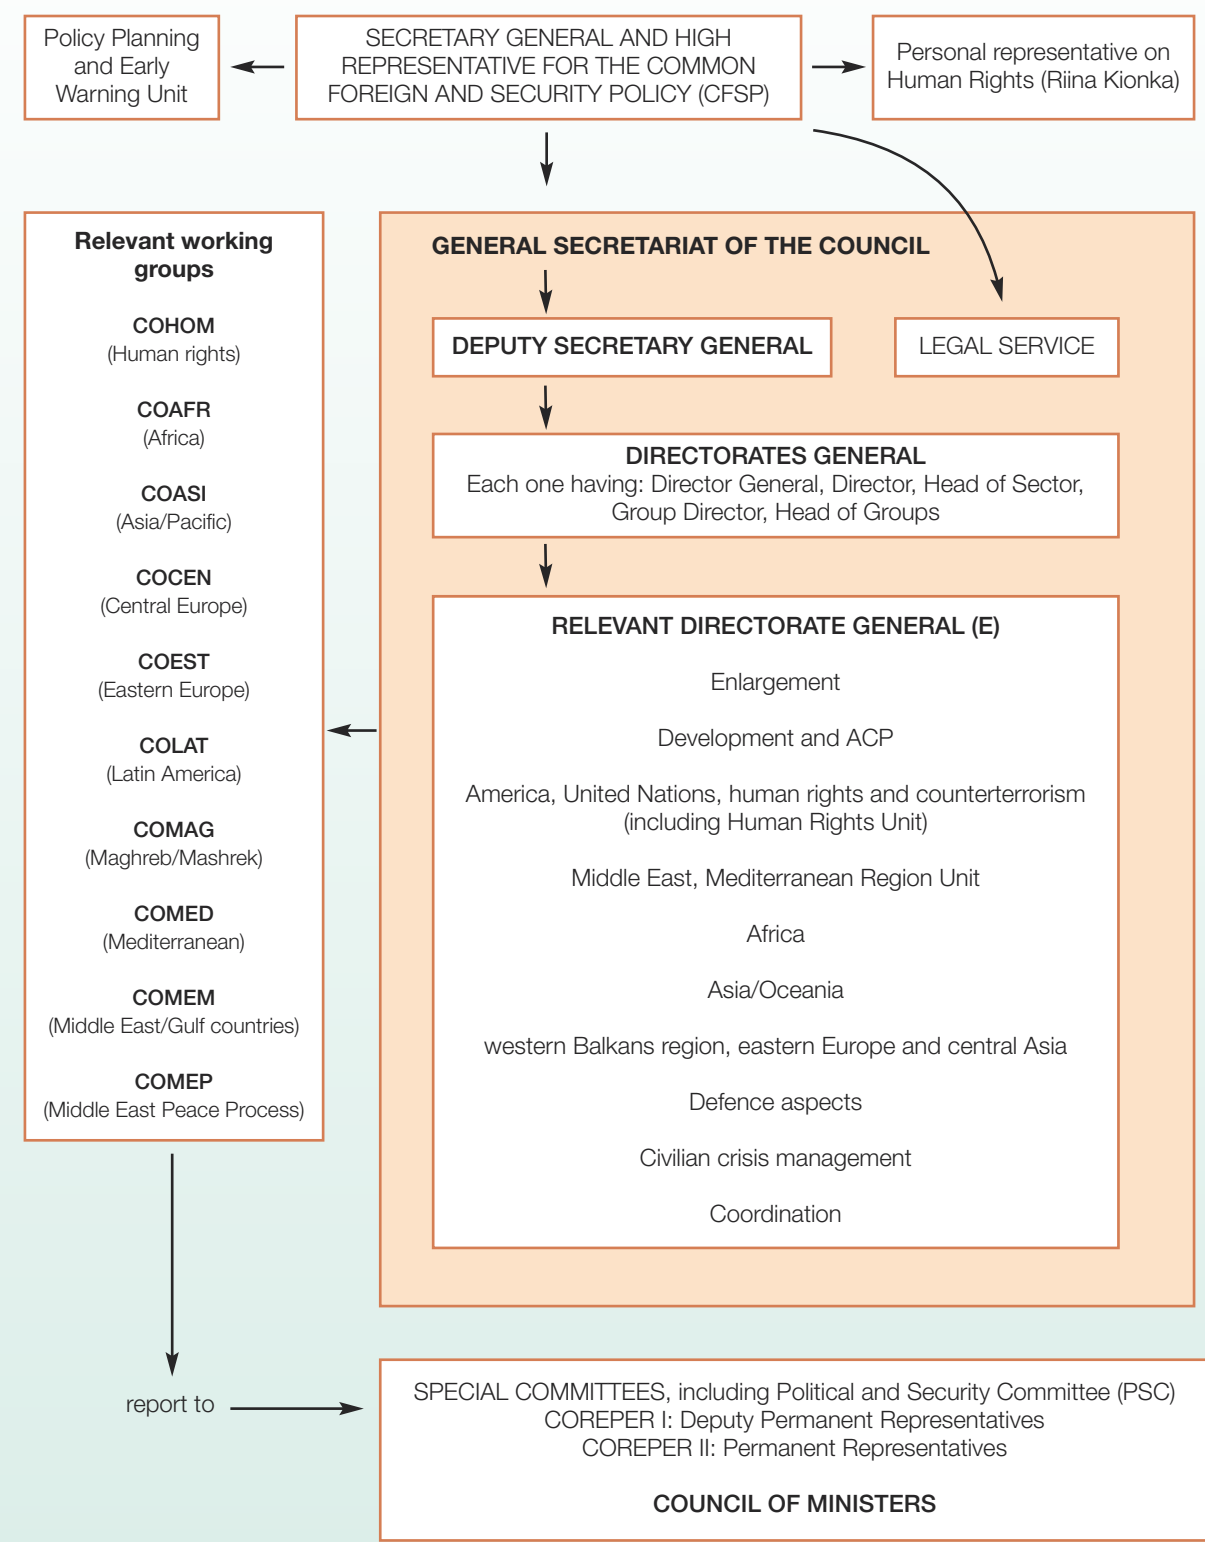 Policy Planning
and Early
Warning Unit
SECRETARY GENERAL AND HIGH
REPRESENTATIVE FOR THE COMMON
FOREIGN AND SECURITY POLICY (CFSP)
Personal representative on
Human Rights (Riina Kionka)
Relevant working
groups
COHOM
(Human rights)
COAFR
(Africa)
COASI
(Asia/Pacific)
COCEN
(Central Europe)
COEST
(Eastern Europe)
COLAT
(Latin America)
COMAG
(Maghreb/Mashrek)
COMED
(Mediterranean)
COMEM
(Middle East/Gulf countries)
COMEP
(Middle East Peace Process)
GENERAL SECRETARIAT OF THE COUNCIL
DEPUTY SECRETARY GENERAL
LEGAL SERVICE
DIRECTORATES GENERAL
Each one having: Director General, Director, Head of Sector,
Group Director, Head of Groups
RELEVANT DIRECTORATE GENERAL (E)
Enlargement
Development and ACP
America, United Nations, human rights and counterterrorism
(including Human Rights Unit)
Middle East, Mediterranean Region Unit
Africa
Asia/Oceania
western Balkans region, eastern Europe and central Asia
Defence aspects
Civilian crisis management
Coordination
report to
SPECIAL COMMITTEES, including Political and Security Committee (PSC)
COREPER I: Deputy Permanent Representatives
COREPER II: Permanent Representatives
COUNCIL OF MINISTERS